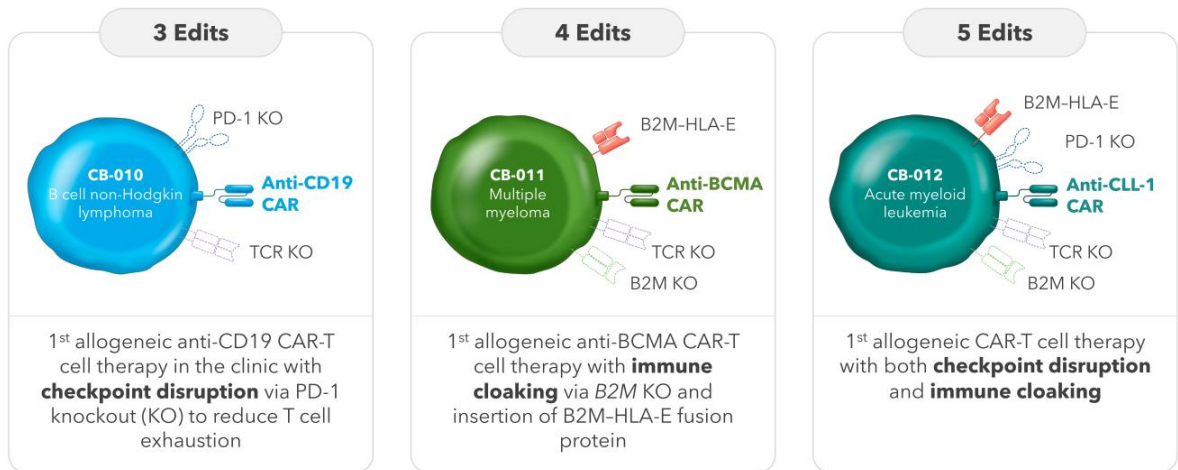 3 Edits
PD-1 KO
CB-010
B cell non-Hodgkin
lymphoma
Anti-CD19
CAR
TCR KO
1st allogeneic anti-CD19 CAR-T
cell therapy in the clinic with
checkpoint disruption via PD-1
knockout (KO) to reduce T cell
exhaustion
4 Edits
B2M–HLA-E
CB-011
Multiple
myeloma
Anti-BCMA
CAR
TCR KO
B2M KO
1st allogeneic anti-BCMA CAR-T
cell therapy with immune
cloaking via B2M KO and
insertion of B2M–HLA-E fusion
protein
5 Edits
B2M–HLA-E
PD-1 KO
CB-012
Acute myeloid
leukemia
Anti-CLL-1
CAR
TCR KO
B2M KO
1st allogeneic CAR-T cell therapy
with both checkpoint disruption
and immune cloaking